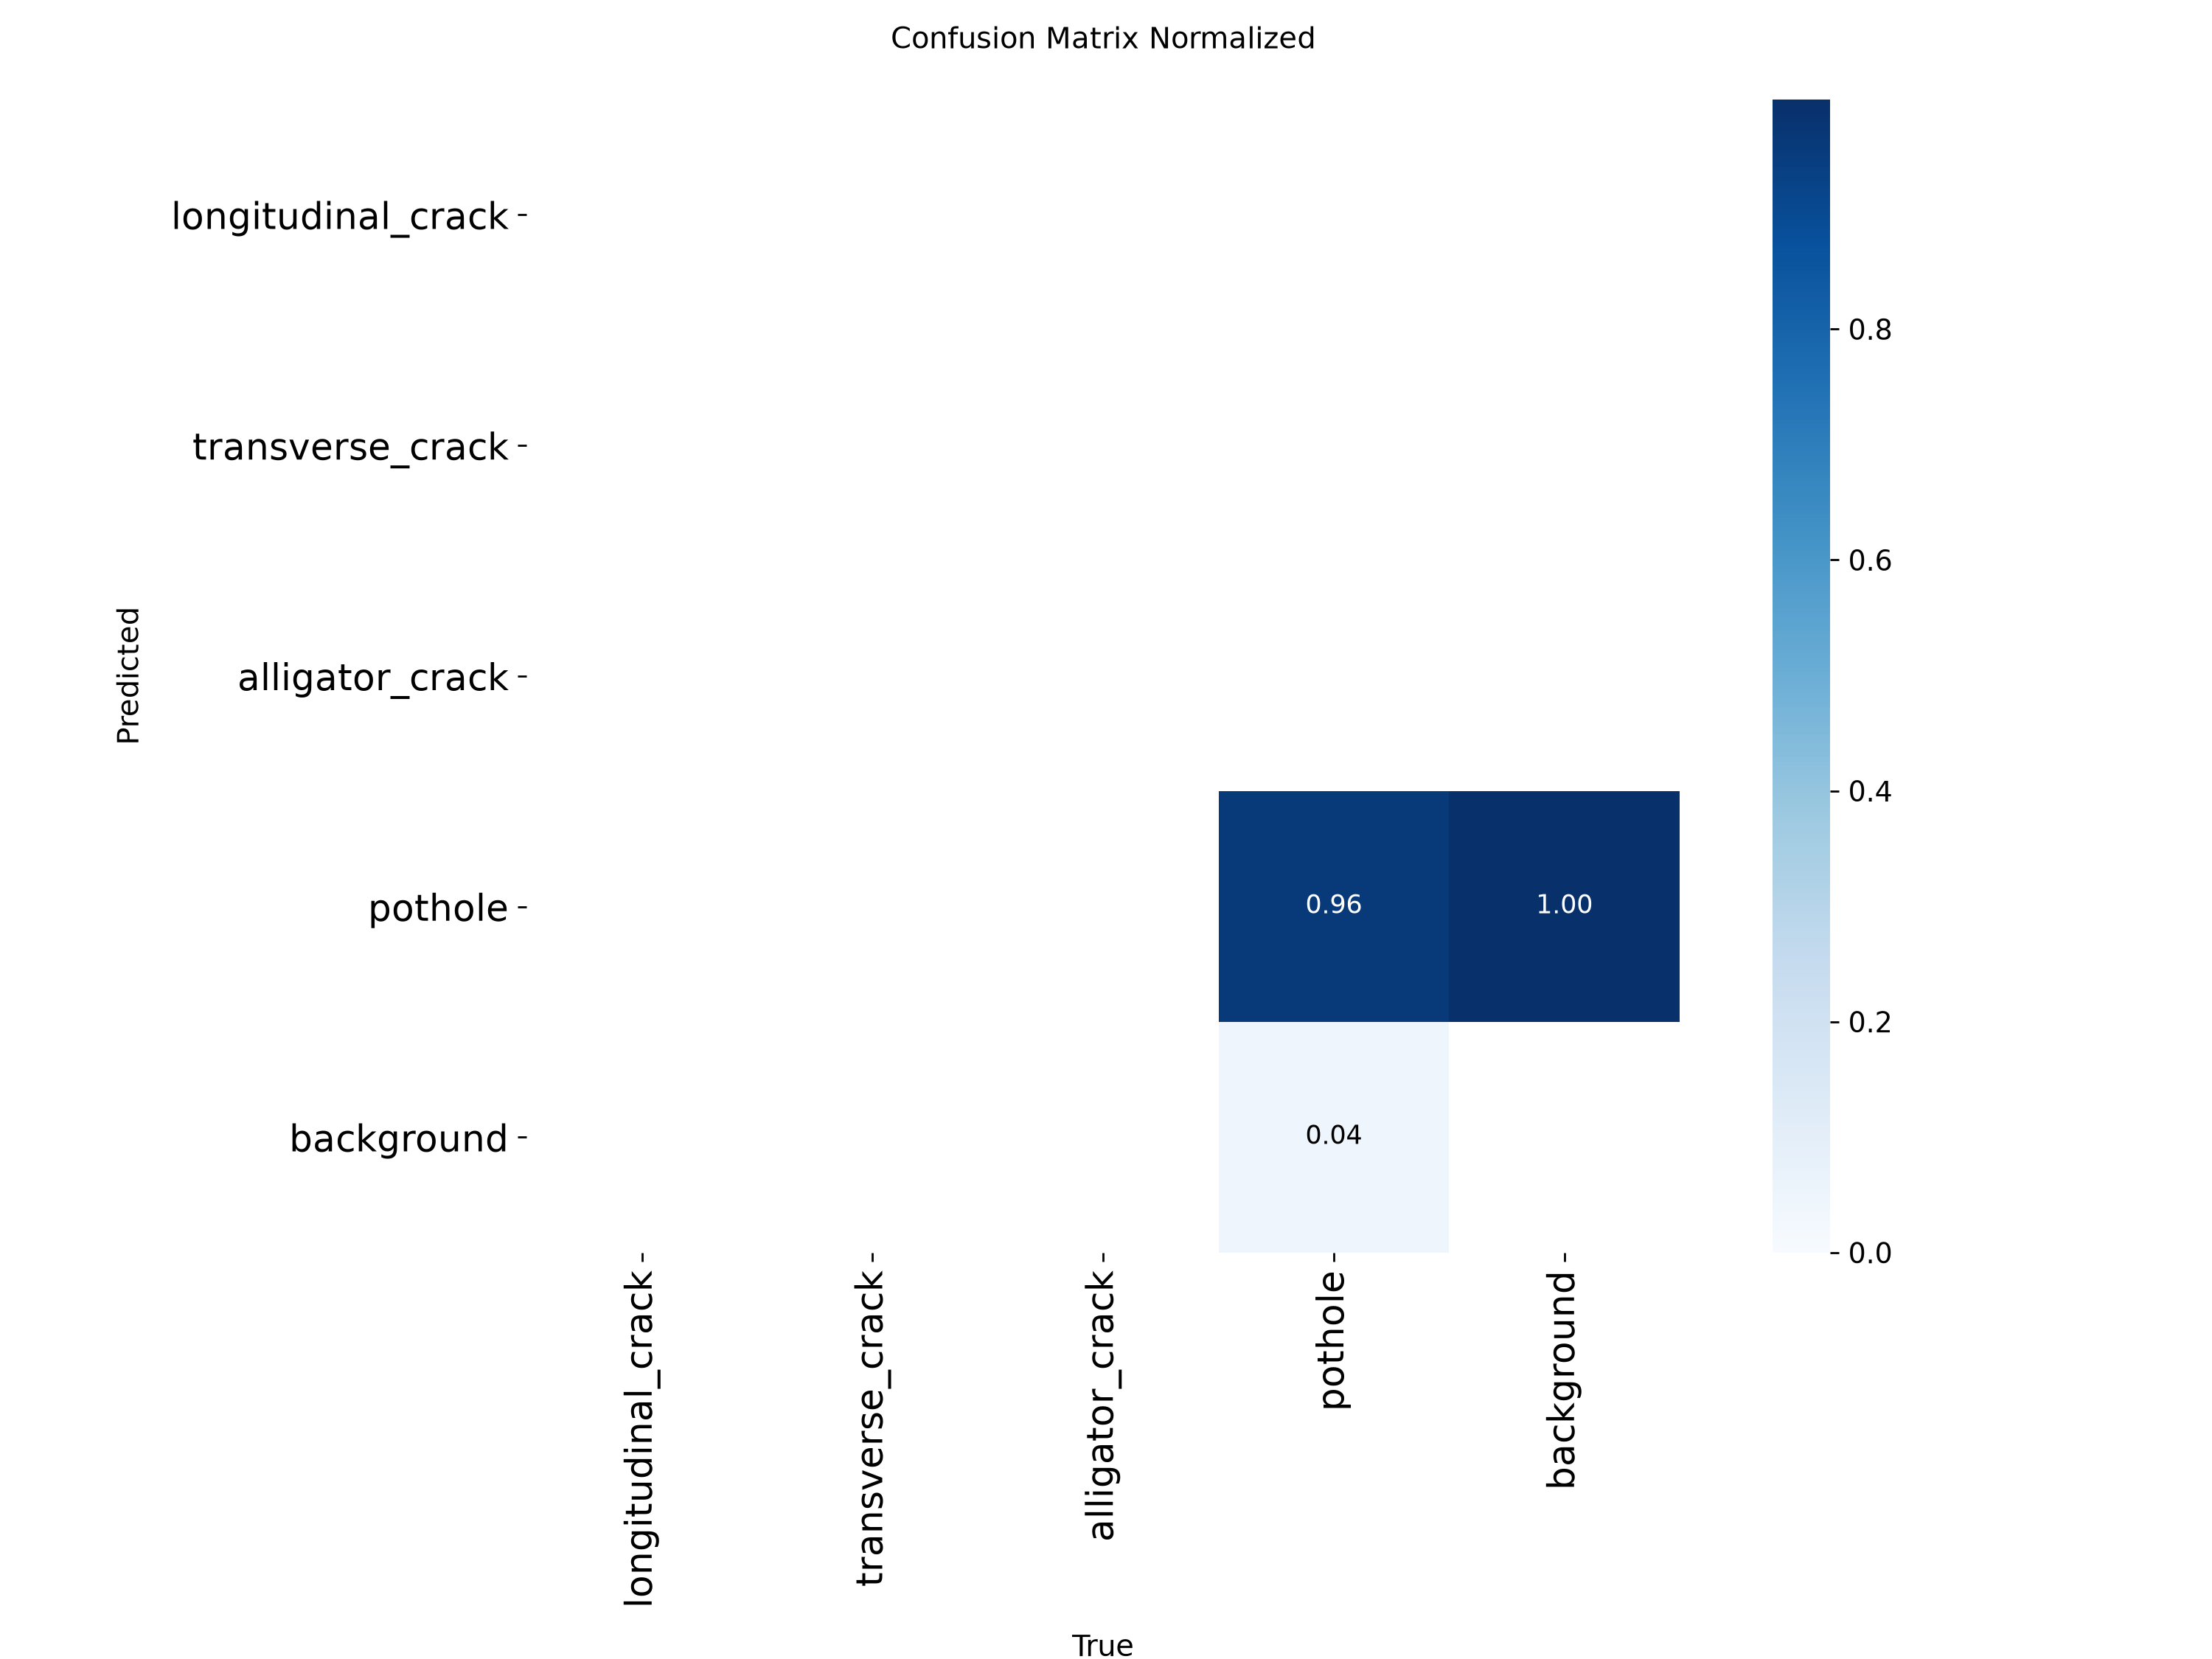 Confusion Matrix Normalized
longitudinal_crack
transverse_crack
alligator_crack
pothole
background
Predicted
0.96
1.00
0.04
0.8
0.6
0.4
0.2
0.0
longitudinal_crack
transverse_crack
alligator_crack
pothole
background
True